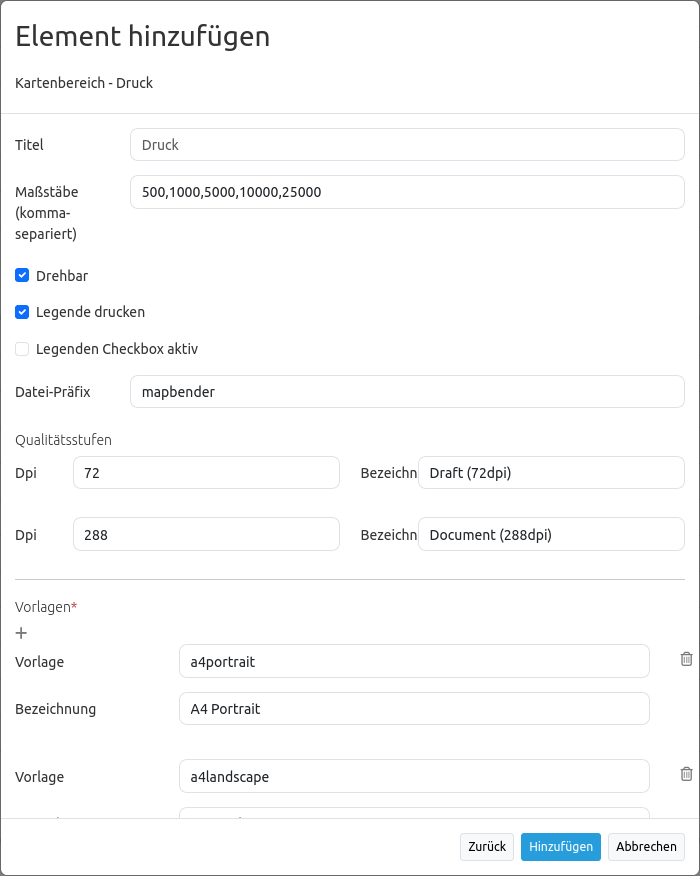 Element hinzufügen
Kartenbereich - Druck
Titel
Druck
Maßstäbe
(komma-
separiert)
500,1000,5000,10000,25000
Drehbar
Legende drucken
Legenden Checkbox aktiv
Datei-Präfix
mapbender
Qualitätsstufen
Dpi
72
Bezeichn
Draft (72dpi)
Dpi
288
Bezeichn
Document (288dpi)
Vorlagen*
+
Vorlage
a4portrait
Bezeichnung
A4 Portrait
Vorlage
a4landscape
Zurück
Hinzufügen
Abbrechen